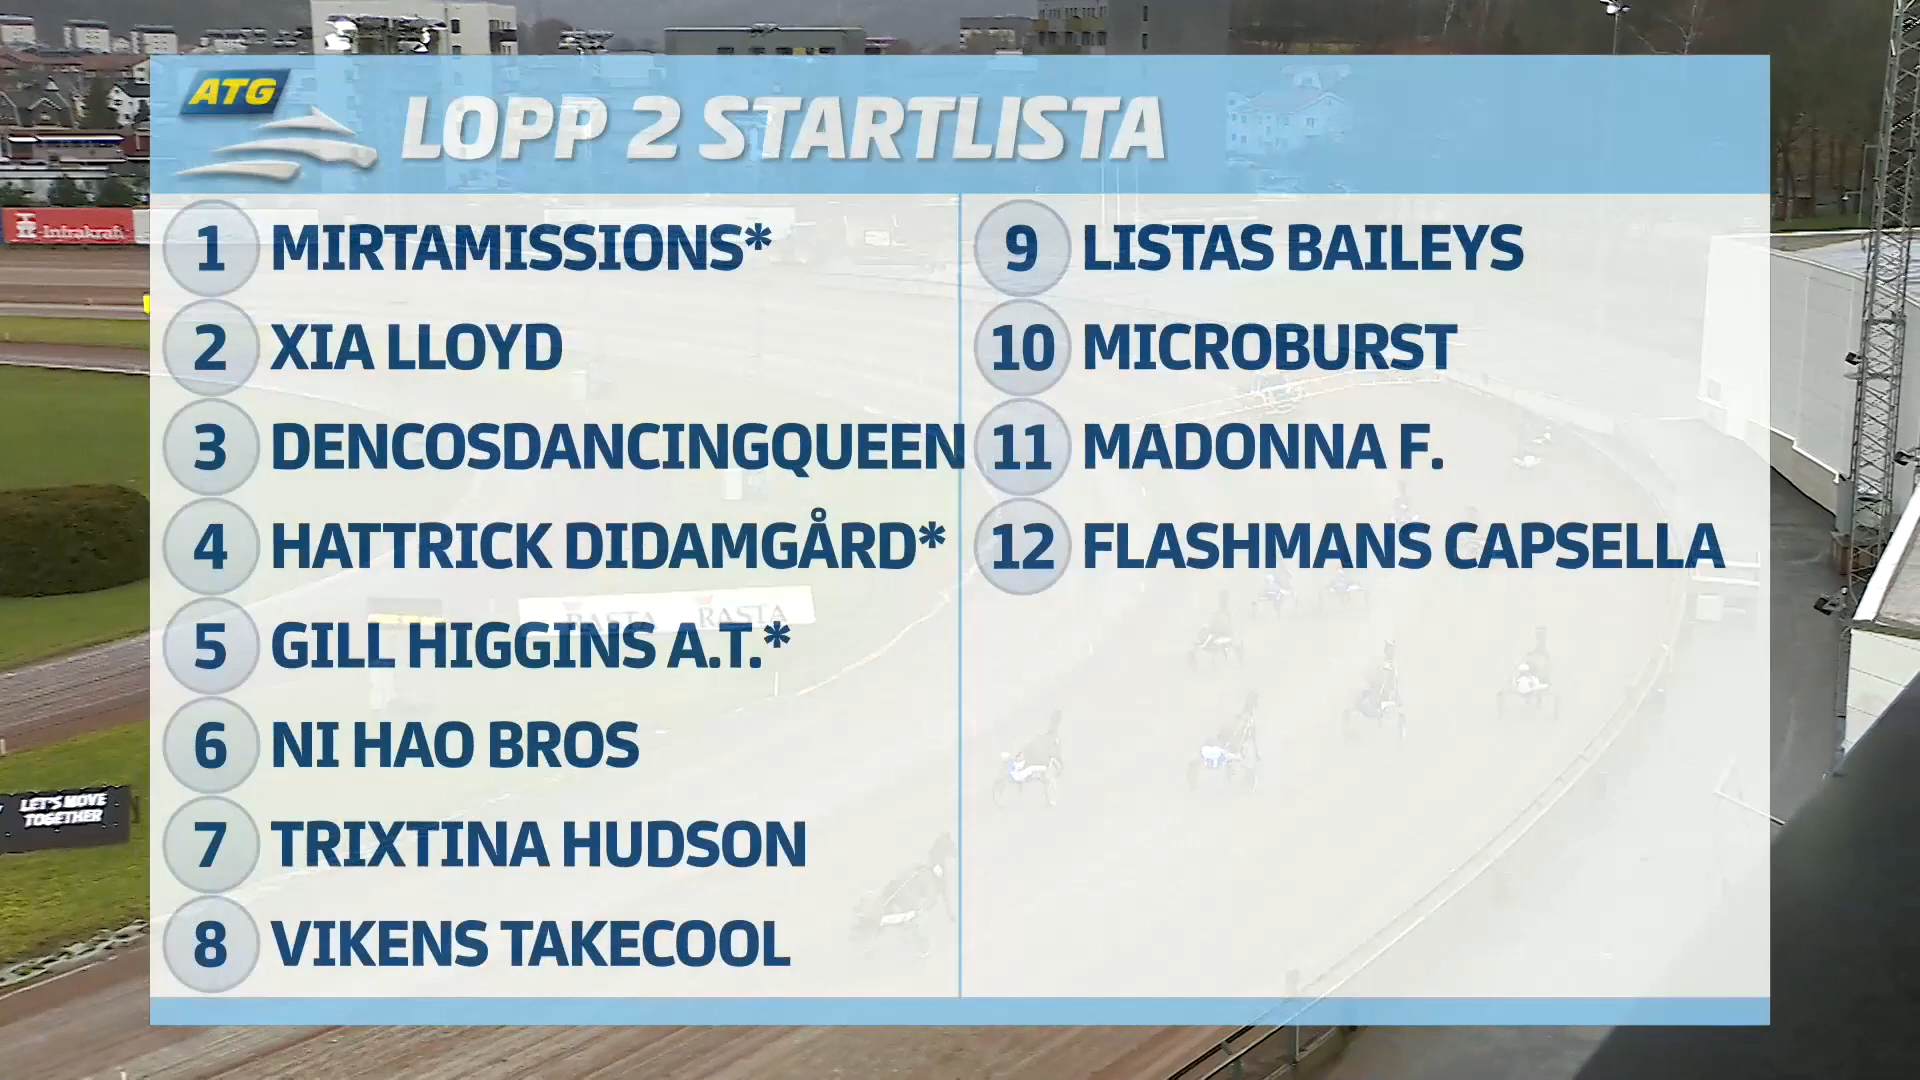 ATG
LOPP 2 STARTLISTA
1 MIRTAMISSIONS*
2 XIA LLOYD
3 DENCOSDANCINGQUEEN
4 HATTRICK DIDAMGÅRD*
5 GILL HIGGINS A.T.*
6 NI HAO BROS
7 TRIXTINA HUDSON
8 VIKENS TAKECOOL
9 LISTAS BAILEYS
10 MICROBURST
11 MADONNA F.
12 FLASHMANS CAPSELLA
Infrakraft
RASTA RASTA
LET'S MOVE
TOGETHER